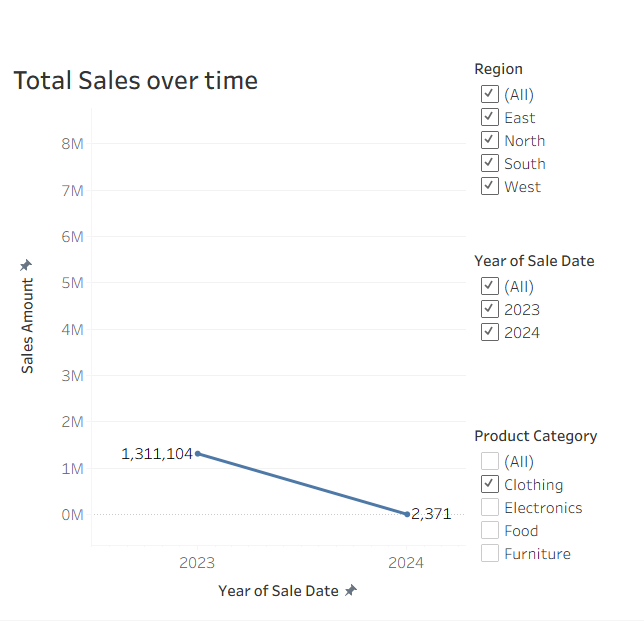 Total Sales over time
8M
7M
6M
5M
4M
3M
2M
1M
0M
Sales Amount
1,311,104
2,371
2023
2024
Year of Sale Date
Region
(All)
East
North
South
West
Year of Sale Date
(All)
2023
2024
Product Category
(All)
Clothing
Electronics
Food
Furniture